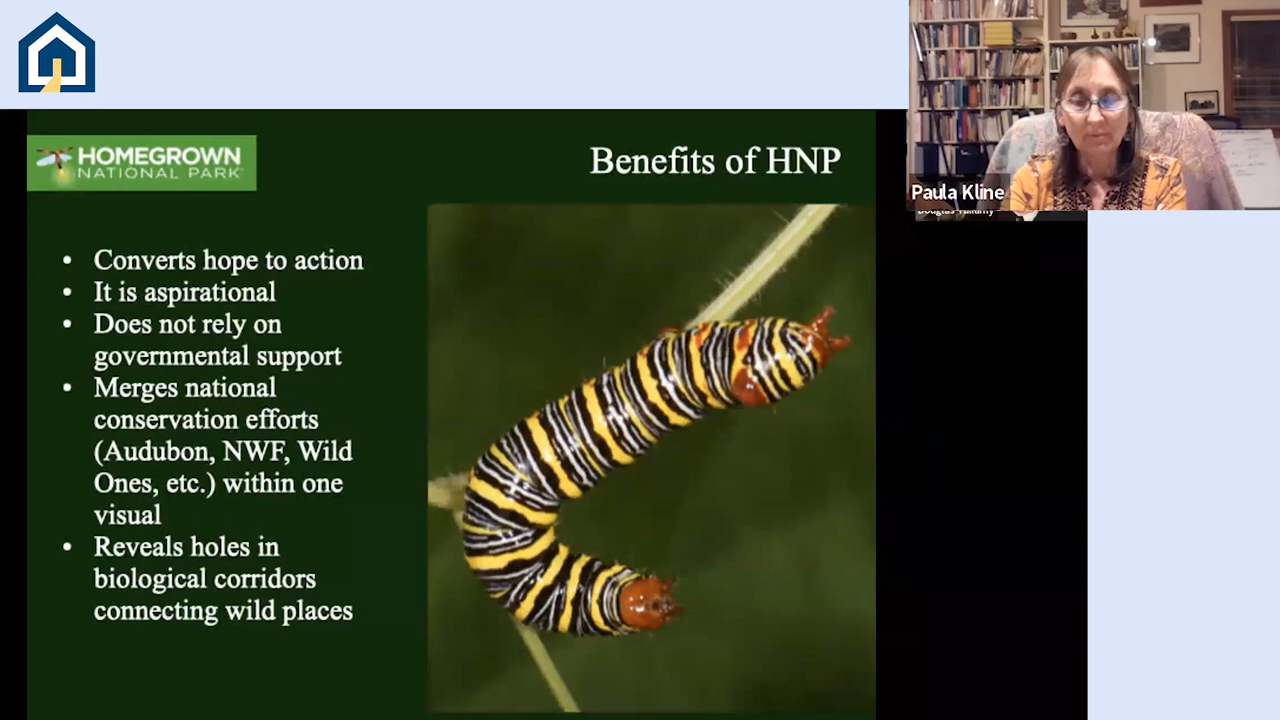 HOMEGROWN
NATIONAL PARK
Benefits of HNP
• Converts hope to action
• It is aspirational
• Does not rely on
governmental support
• Merges national
conservation efforts
(Audubon, NWF, Wild
Ones, etc.) within one
visual
• Reveals holes in
biological corridors
connecting wild places
Paula Kline